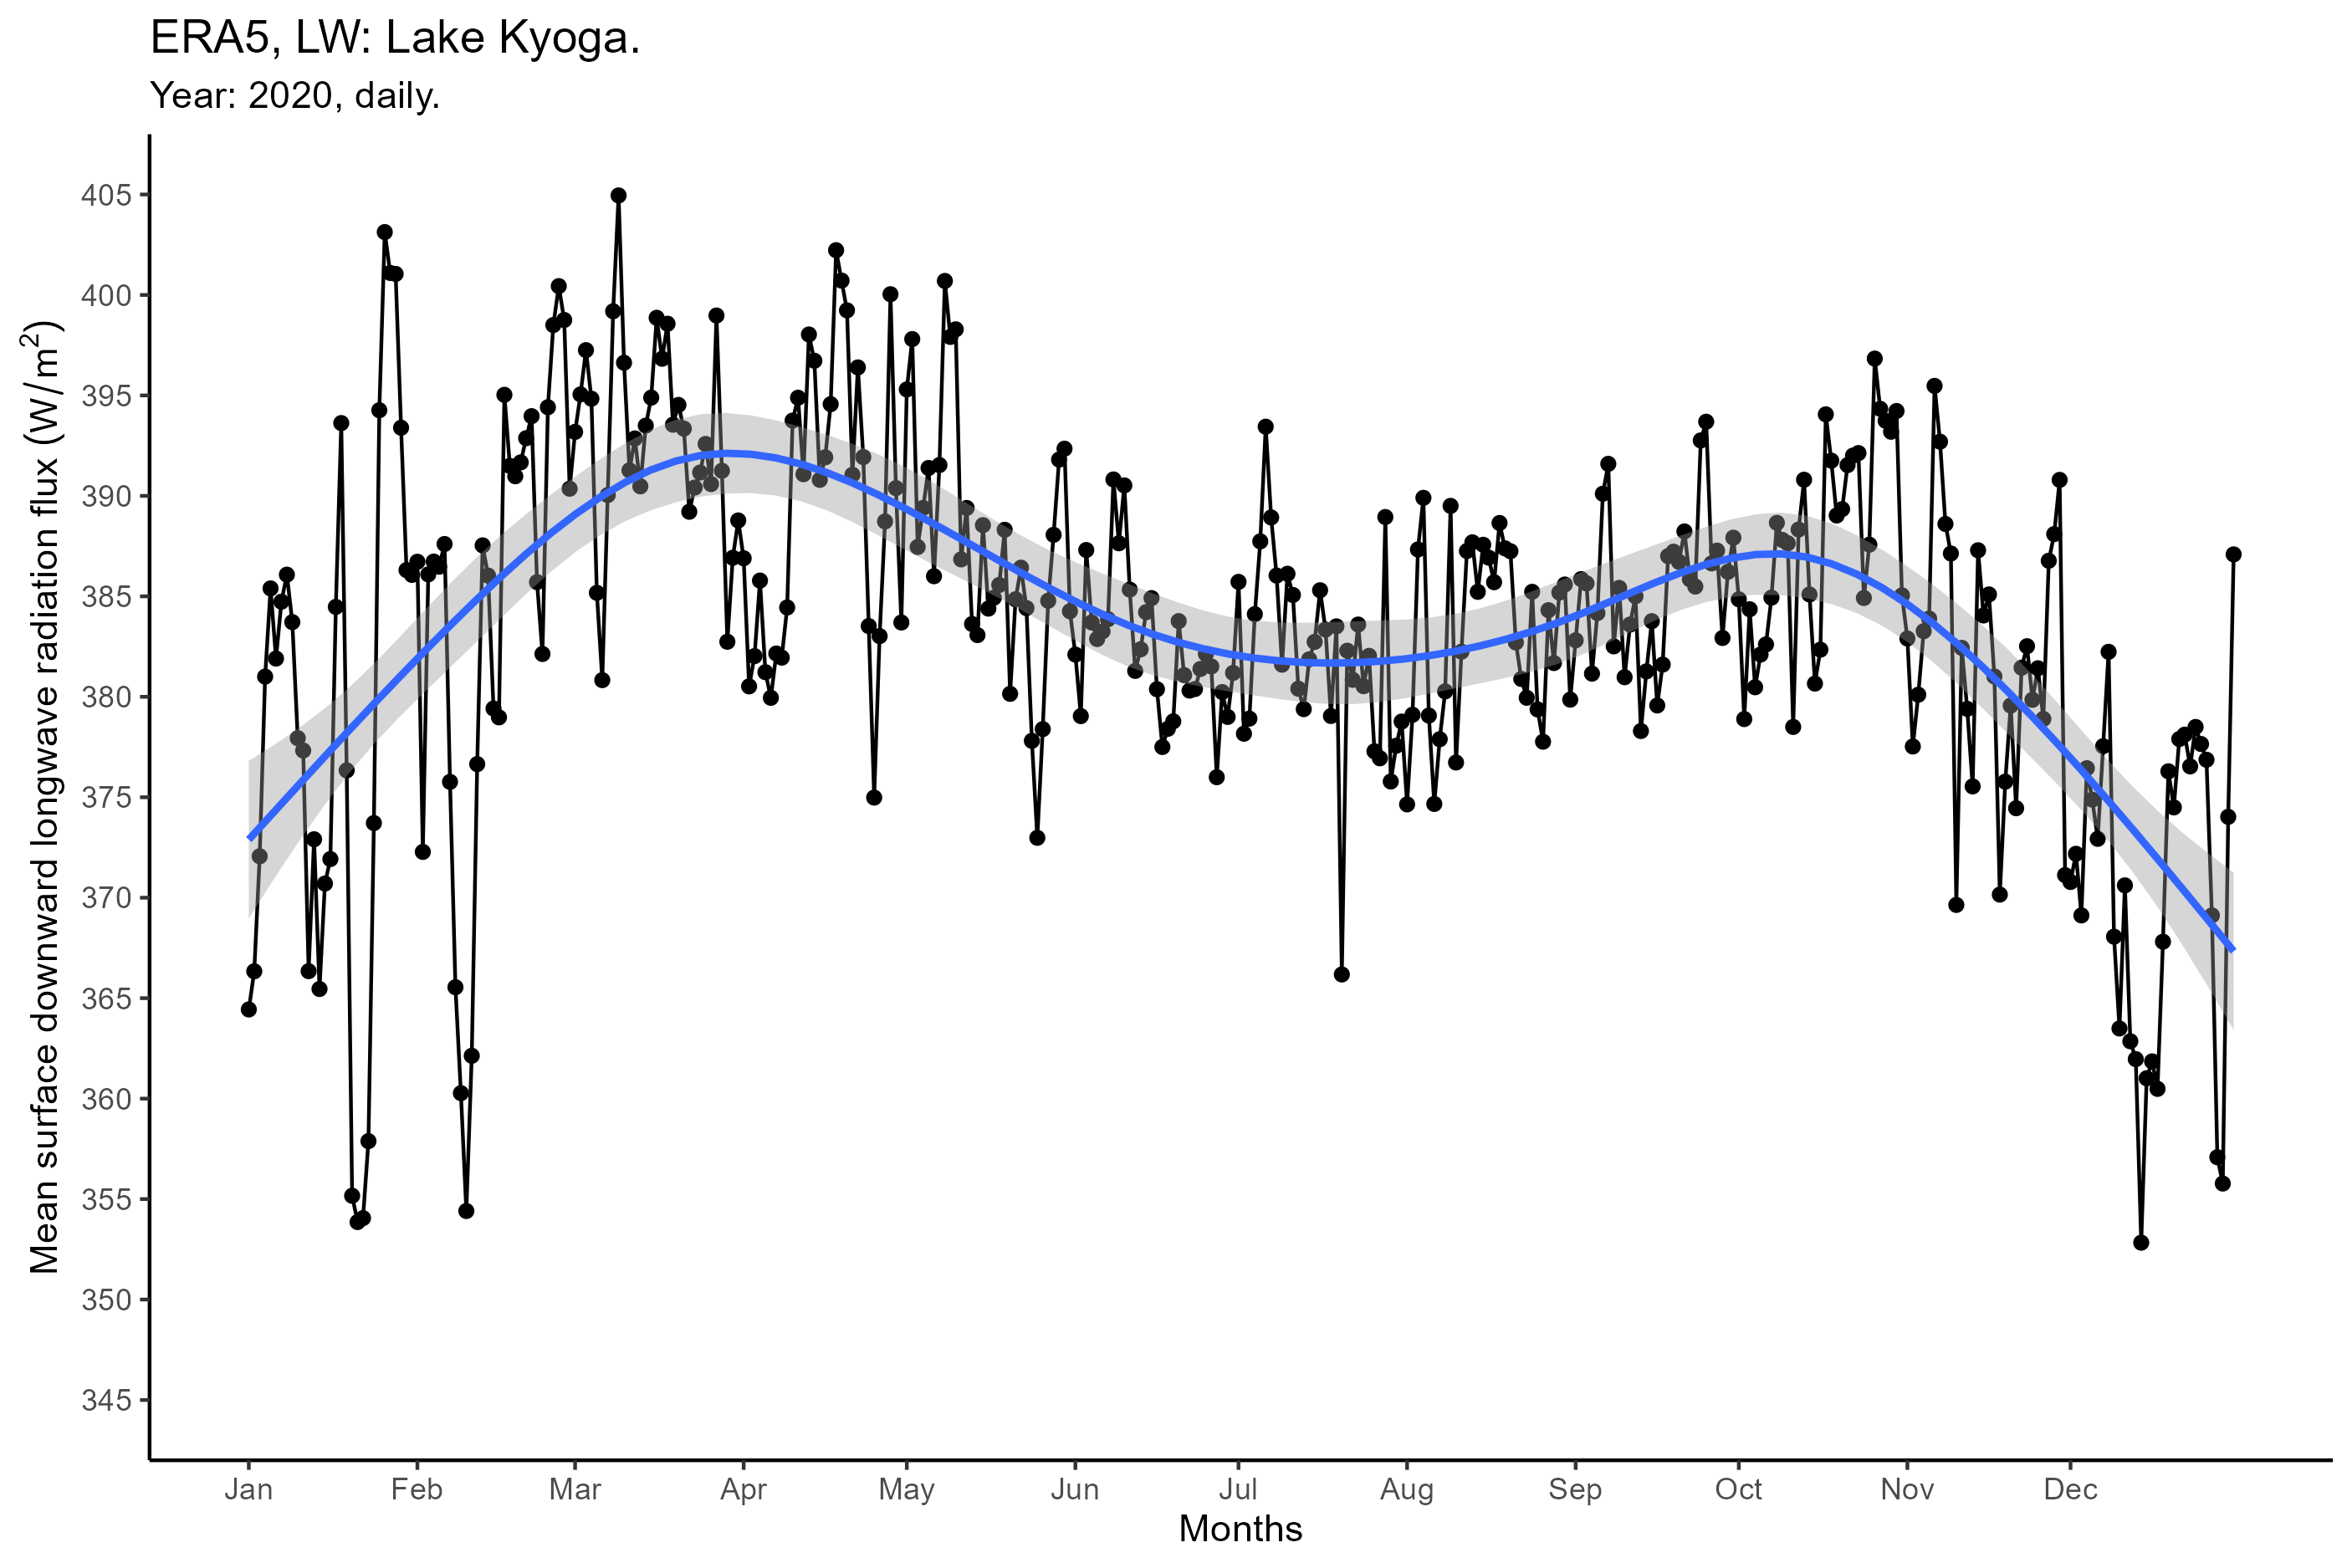 ERA5, LW: Lake Kyoga.
Year: 2020, daily.
Mean surface downward longwave radiation flux (W/m²)
405
400
395
390
385
380
375
370
365
360
355
350
345
Jan Feb Mar Apr May Jun Jul Aug Sep Oct Nov Dec
Months